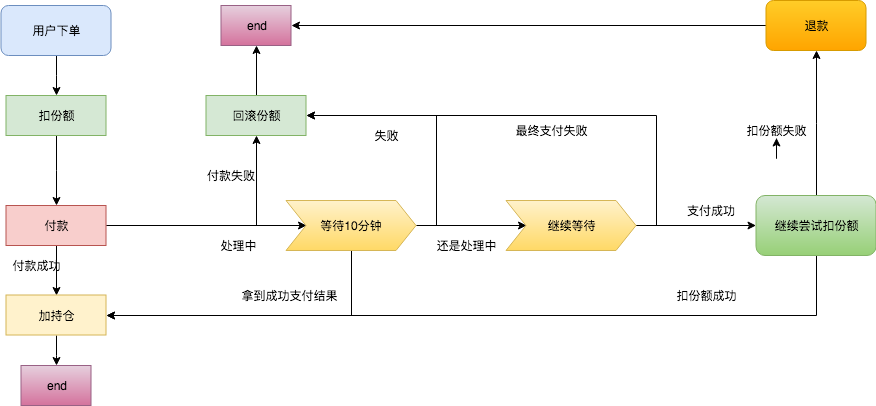 用户下单
end
退款
扣份额
回滚份额
失败
最终支付失败
扣份额失败
付款失败
付款
等待10分钟
继续等待
支付成功
继续尝试扣份额
处理中
还是处理中
付款成功
拿到成功支付结果
扣份额成功
加持仓
end